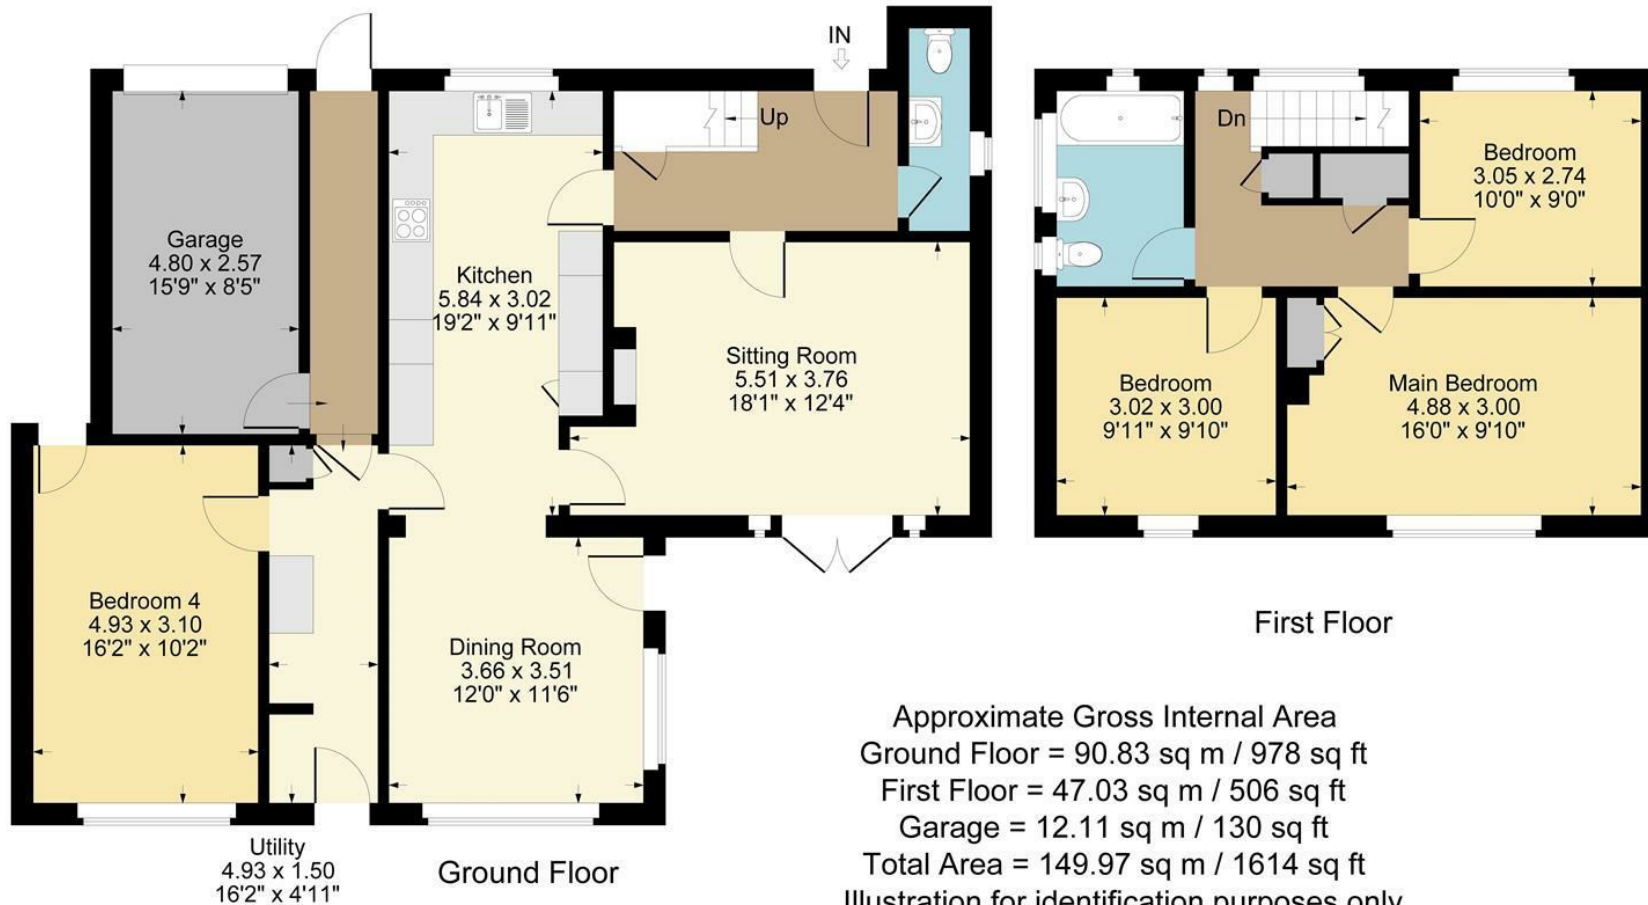 IN
Up
Garage
4.80 x 2.57
15'9" x 8'5"
Kitchen
5.84 x 3.02
19'2" x 9'11"
Sitting Room
5.51 x 3.76
18'1" x 12'4"
Bedroom 4
4.93 x 3.10
16'2" x 10'2"
Dining Room
3.66 x 3.51
12'0" x 11'6"
Utility
4.93 x 1.50
16'2" x 4'11"
Ground Floor
Dn
Bedroom
3.05 x 2.74
10'0" x 9'0"
Bedroom
3.02 x 3.00
9'11" x 9'10"
Main Bedroom
4.88 x 3.00
16'0" x 9'10"
First Floor
Approximate Gross Internal Area
Ground Floor = 90.83 sq m / 978 sq ft
First Floor = 47.03 sq m / 506 sq ft
Garage = 12.11 sq m / 130 sq ft
Total Area = 149.97 sq m / 1614 sq ft
Illustration for identification purposes only